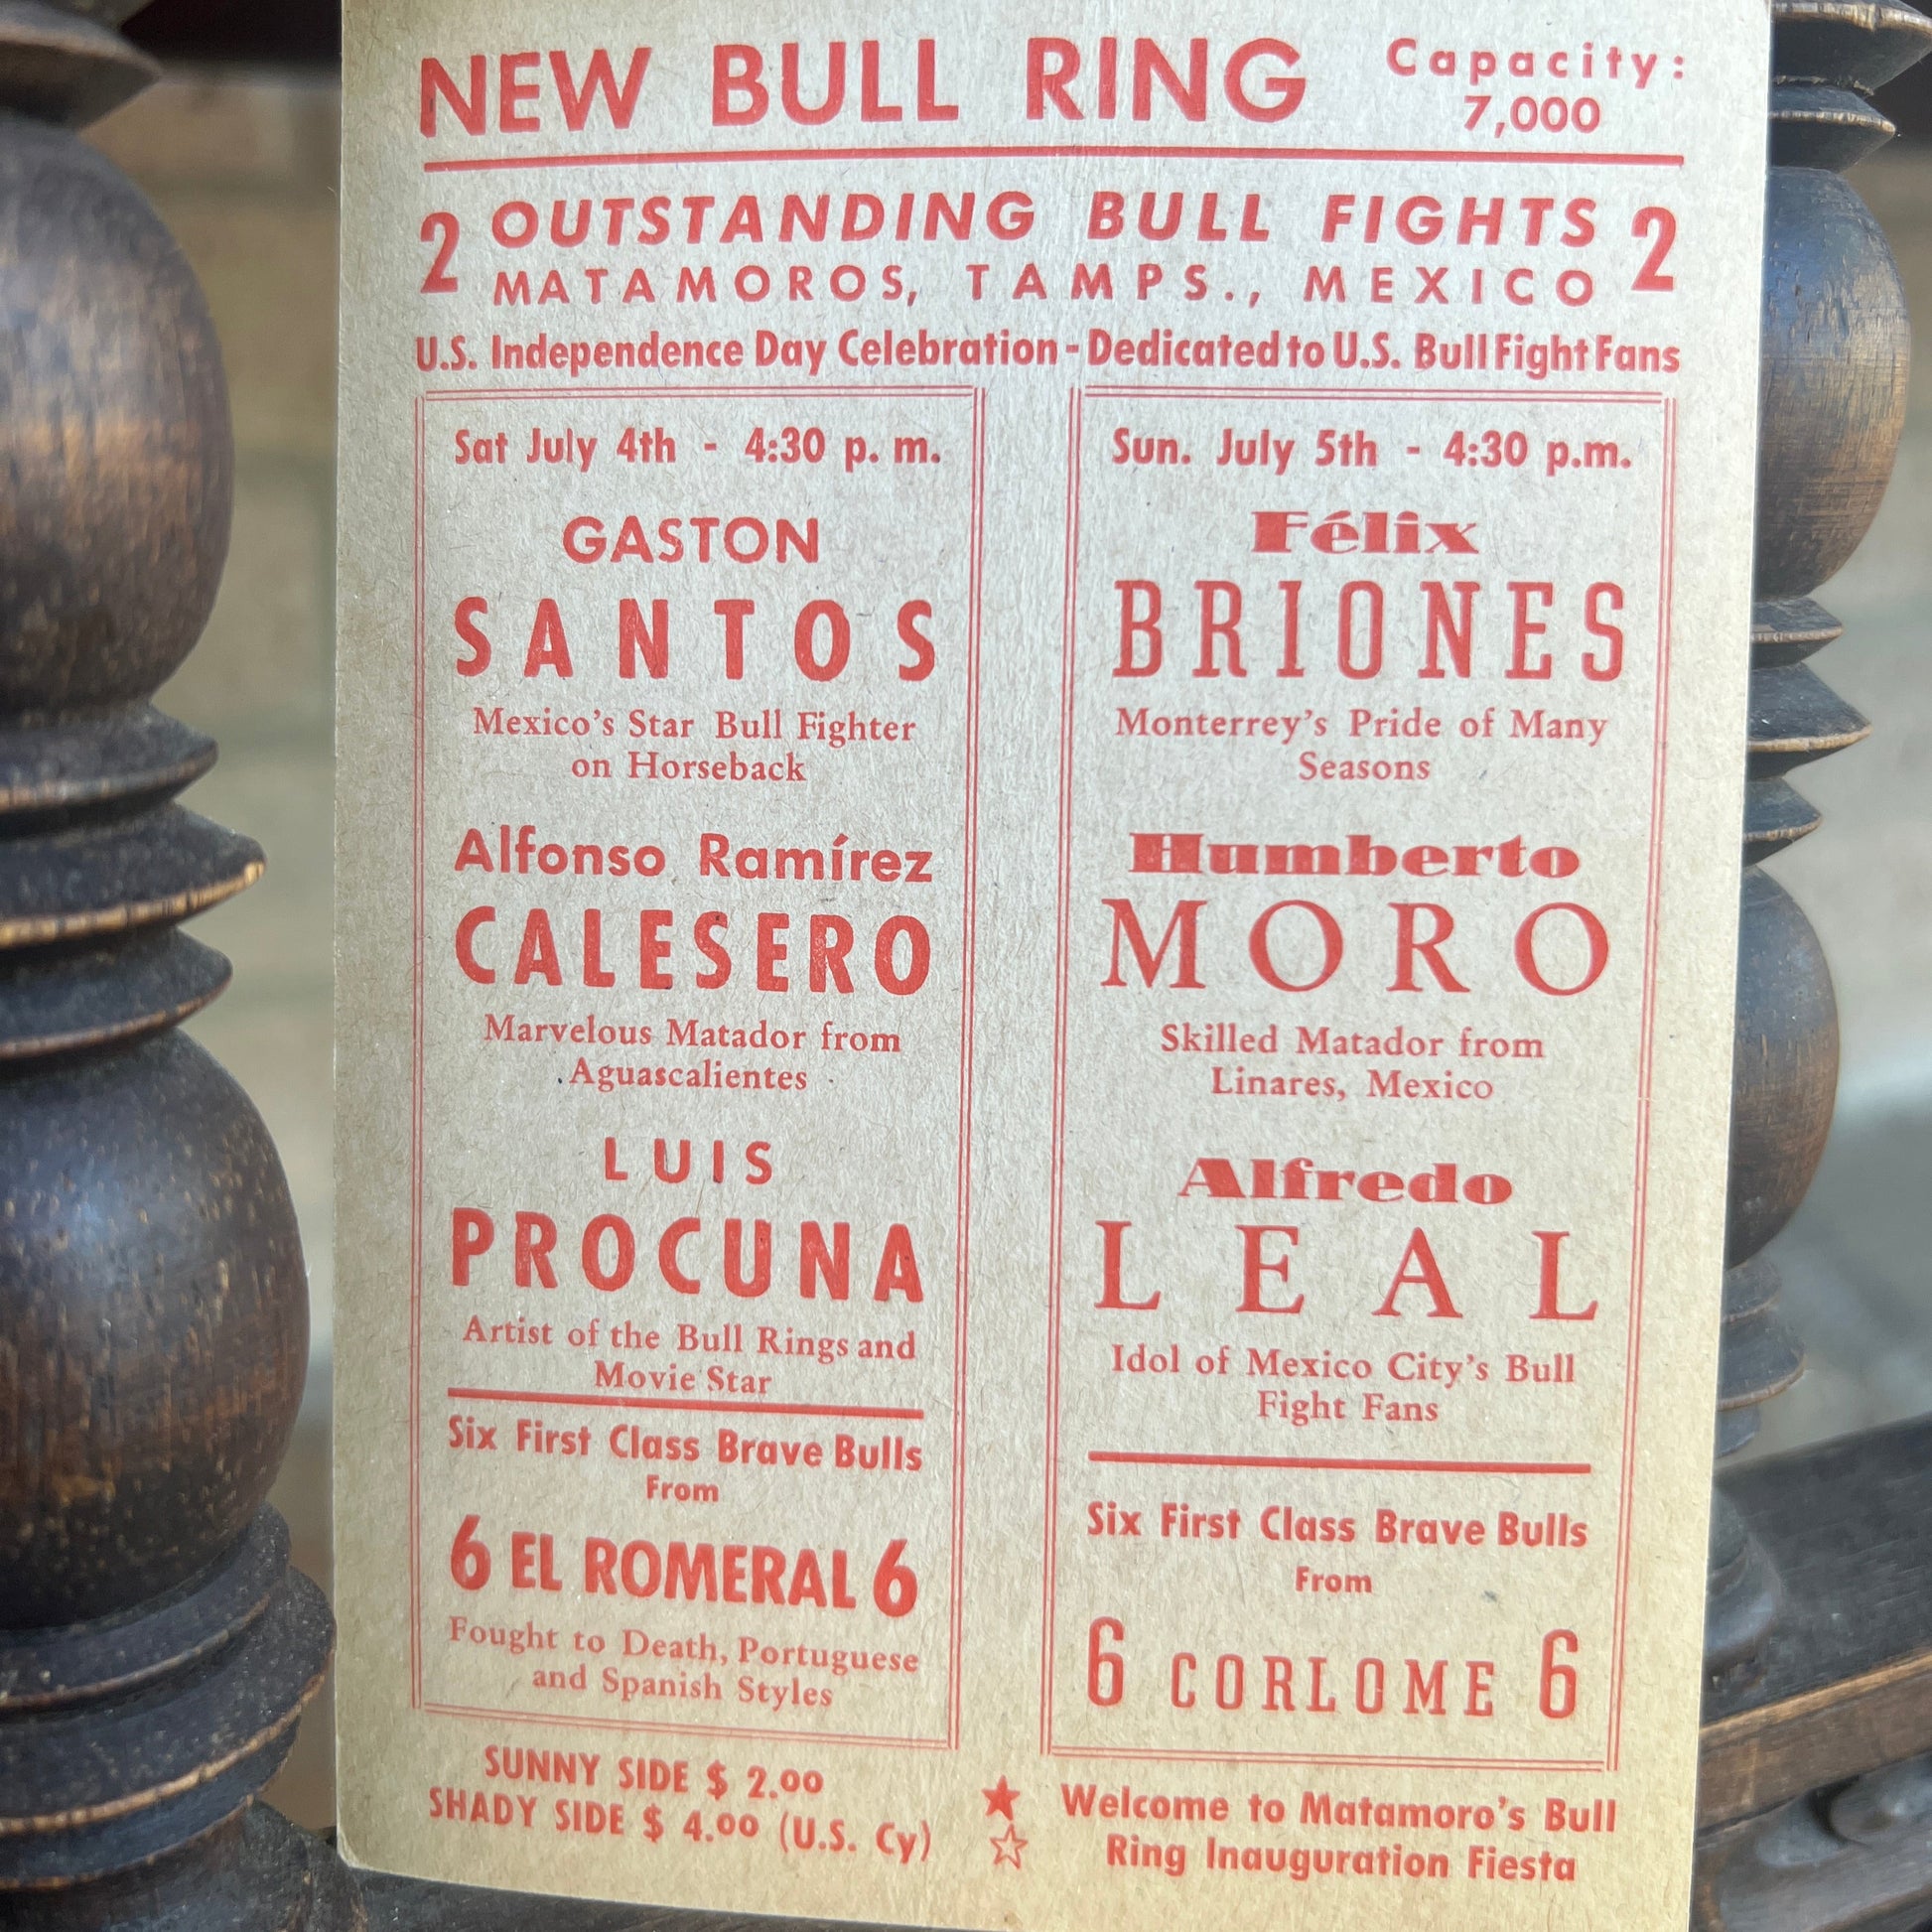 NEW BULL RING
Capacity:
7,000
2 OUTSTANDING BULL FIGHTS 2
MATAMOROS, TAMPS., MEXICO
U.S. Independence Day Celebration - Dedicated to U.S. Bull Fight Fans
Sat July 4th - 4:30 p. m.
GASTON
SANTOS
Mexico's Star Bull Fighter
on Horseback
Alfonso Ramírez
CALESERO
Marvelous Matador from
Aguascalientes
LUIS
PROCUNA
Artist of the Bull Rings and
Movie Star
Six First Class Brave Bulls
From
6 EL ROMERAL 6
Fought to Death, Portuguese
and Spanish Styles
Sun. July 5th - 4:30 p.m.
Félix
BRIONES
Monterrey's Pride of Many
Seasons
Humberto
MORO
Skilled Matador from
Linares, Mexico
Alfredo
LEAL
Idol of Mexico City's Bull
Fight Fans
Six First Class Brave Bulls
From
6 CORLOME 6
SUNNY SIDE $ 2.00
SHADY SIDE $ 4.00 (U.S. Cy)
★ Welcome to Matamoro's Bull
☆ Ring Inauguration Fiesta